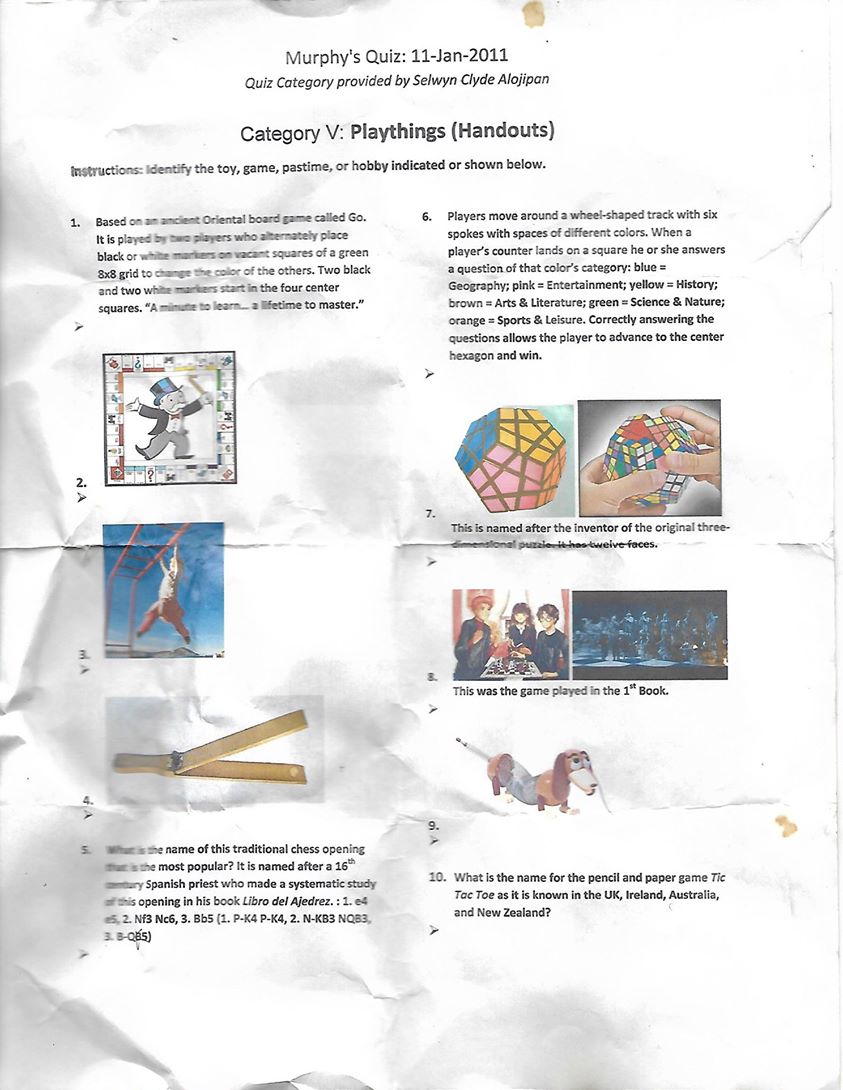 Murphy's Quiz: 11-Jan-2011
Quiz Category provided by Selwyn Clyde Alojipan
Category V: Playthings (Handouts)
Instructions: Identify the toy, game, pastime, or hobby indicated or shown below.
1. Based on an ancient Oriental board game called Go.
It is played by two players who alternately place
black or white markers on vacant squares of a green
8x8 grid to change the color of the others. Two black
and two white markers start in the four center
squares. “A minute to learn... a lifetime to master.”
➢
2.
➢
3.
➢
4.
➢
5. What is the name of this traditional chess opening
that is the most popular? It is named after a 16th
century Spanish priest who made a systematic study
of this opening in his book Libro del Ajedrez. : 1. e4
e5, 2. Nf3 Nc6, 3. Bb5 (1. P-K4 P-K4, 2. N-KB3 NQB3,
3. B-QB5)
➢
6. Players move around a wheel-shaped track with six
spokes with spaces of different colors. When a
player's counter lands on a square he or she answers
a question of that color's category: blue =
Geography; pink = Entertainment; yellow = History;
brown = Arts & Literature; green = Science & Nature;
orange = Sports & Leisure. Correctly answering the
questions allows the player to advance to the center
hexagon and win.
➢
7.
This is named after the inventor of the original three-
dimensional puzzle. It has twelve faces.
➢
8.
This was the game played in the 1st Book.
➢
9.
➢
10. What is the name for the pencil and paper game Tic
Tac Toe as it is known in the UK, Ireland, Australia,
and New Zealand?
➢